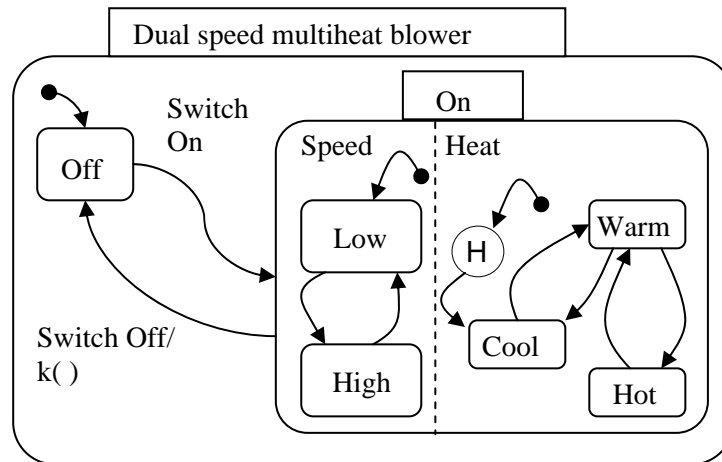 Dual speed multiheat blower
On
Switch
On
Off
Speed
Heat
Low
H
Warm
Switch Off/
k( )
High
Cool
Hot